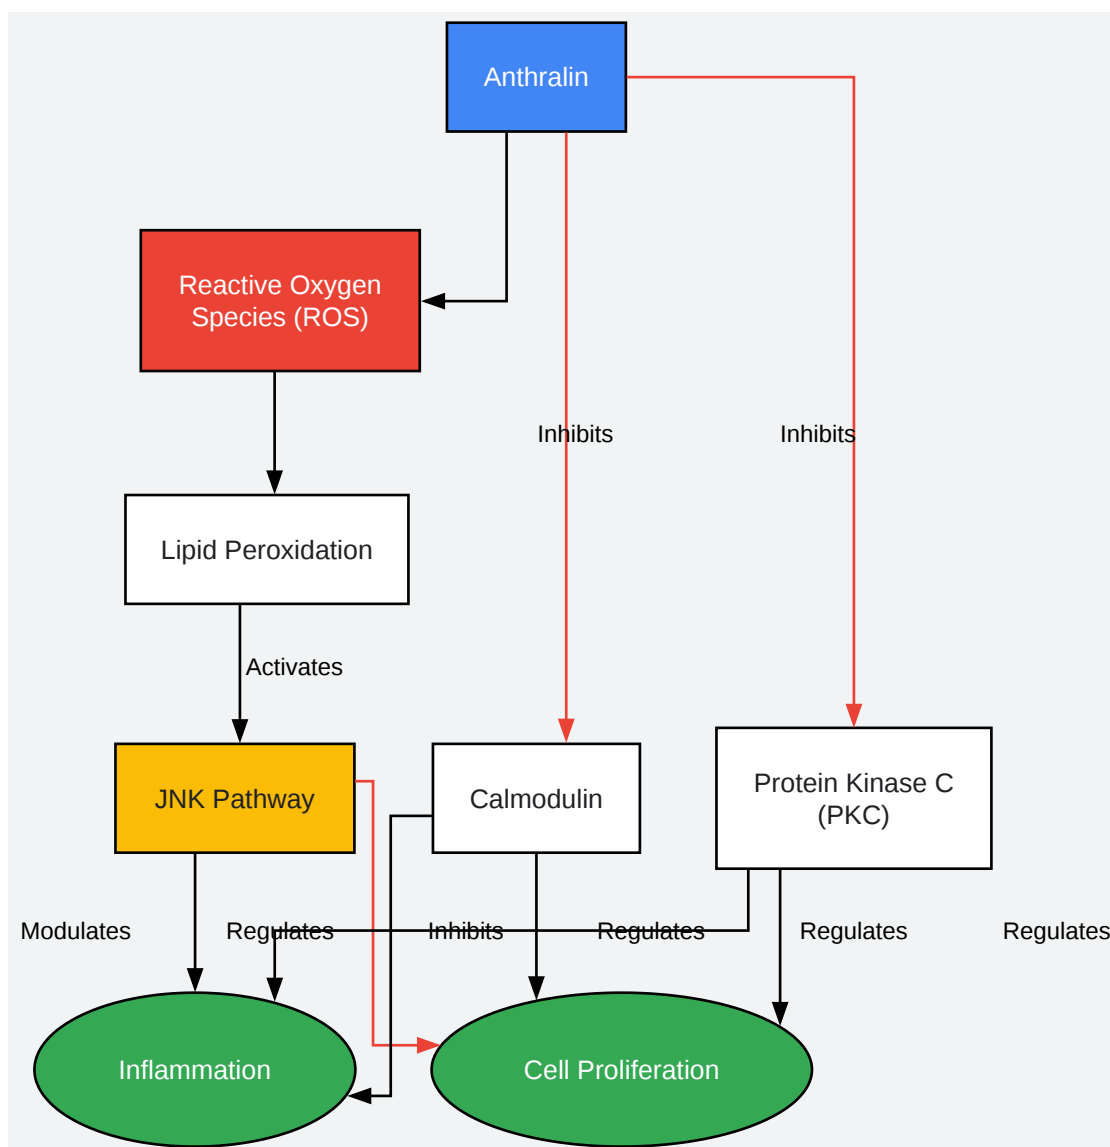 Anthralin
Reactive Oxygen
Species (ROS)
Inhibits
Inhibits
Lipid Peroxidation
Activates
JNK Pathway
Calmodulin
Protein Kinase C
(PKC)
Modulates
Regulates
Inhibits
Regulates
Regulates
Regulates
Inflammation
Cell Proliferation